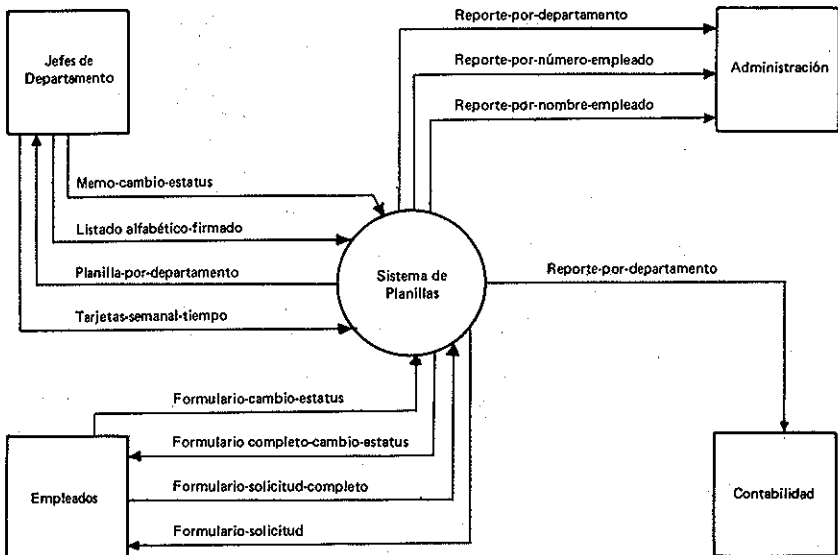 Jefes de
Departamento
Reporte-por-departamento
Reporte-por-número-empleado
Reporte-por-nombre-empleado
Administración
Memo-cambio-estatus
Listado alfabético-firmado
Planilla-por-departamento
Tarjetas-semanal-tiempo
Sistema de
Planillas
Reporte-por-departamento
Formulario-cambio-estatus
Formulario completo-cambio-estatus
Formulario-solicitud-completo
Formulario-solicitud
Empleados
Contabilidad